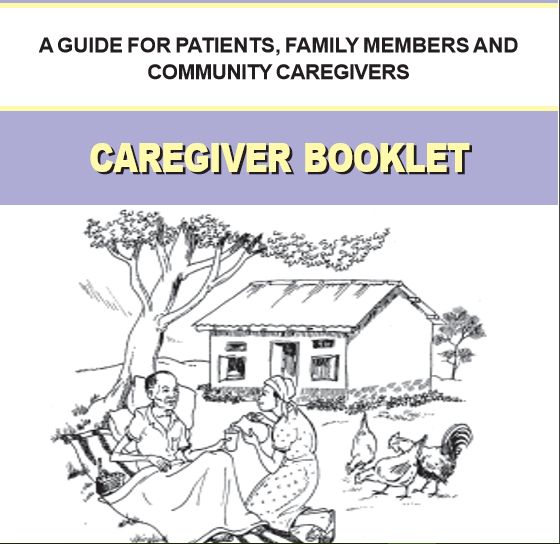 A GUIDE FOR PATIENTS, FAMILY MEMBERS AND
COMMUNITY CAREGIVERS
CAREGIVER BOOKLET